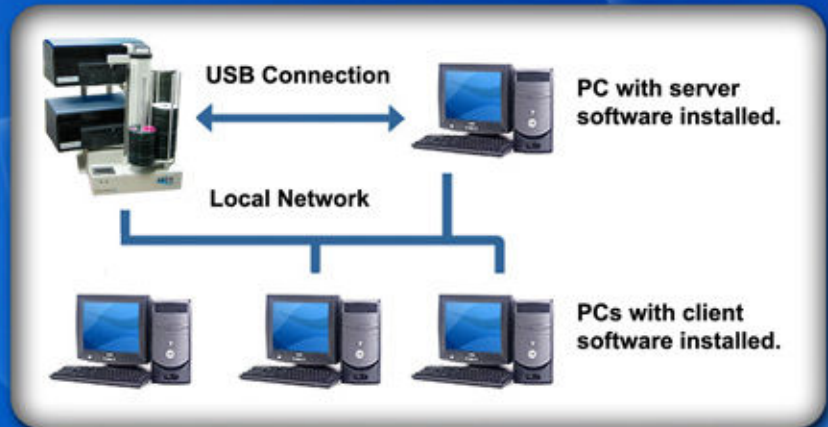 USB Connection
PC with server
software installed.
Local Network
PCs with client
software installed.